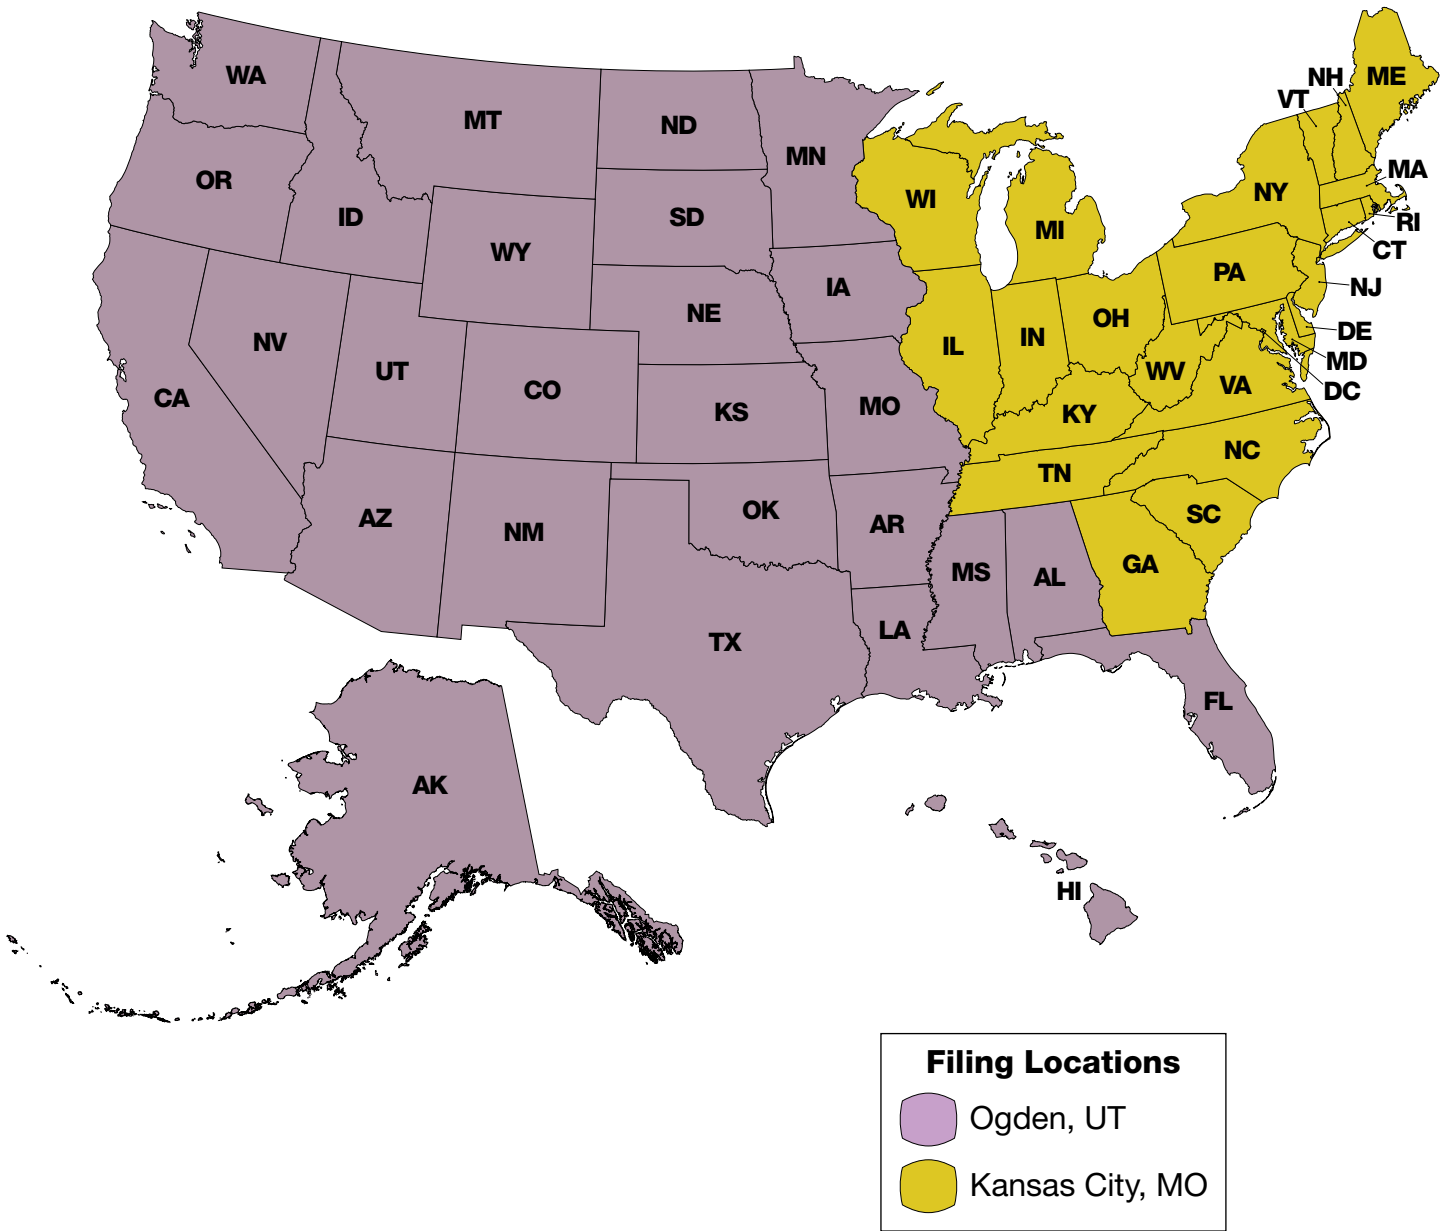 WA
MT
ND
MN
OR
ID
WY
SD
WI
MI
NH
ME
VT
MA
NY
RI
CT
PA
NJ
IA
NE
NV
UT
CO
CA
KS
MO
IL
IN
OH
DE
MD
DC
WV
VA
KY
NC
TN
AZ
NM
OK
AR
SC
GA
MS
AL
LA
TX
FL
AK
HI
Filing Locations
Ogden, UT
Kansas City, MO